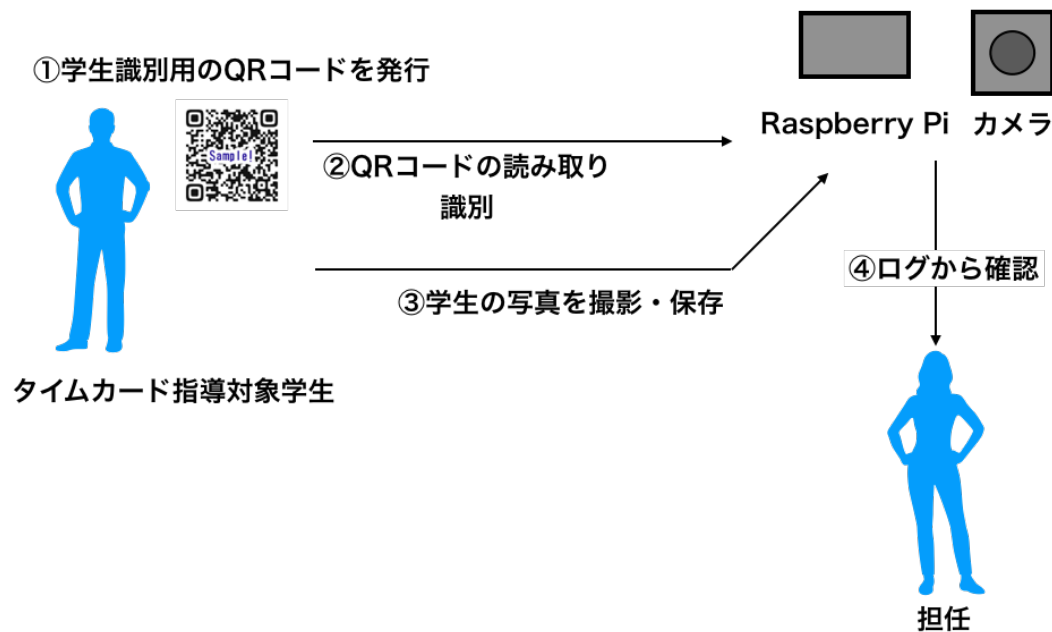 ①学生識別用のQRコードを発行
Sample!
Raspberry Pi カメラ
②QRコードの読み取り
識別
③学生の写真を撮影・保存
④ログから確認
タイムカード指導対象学生
担任